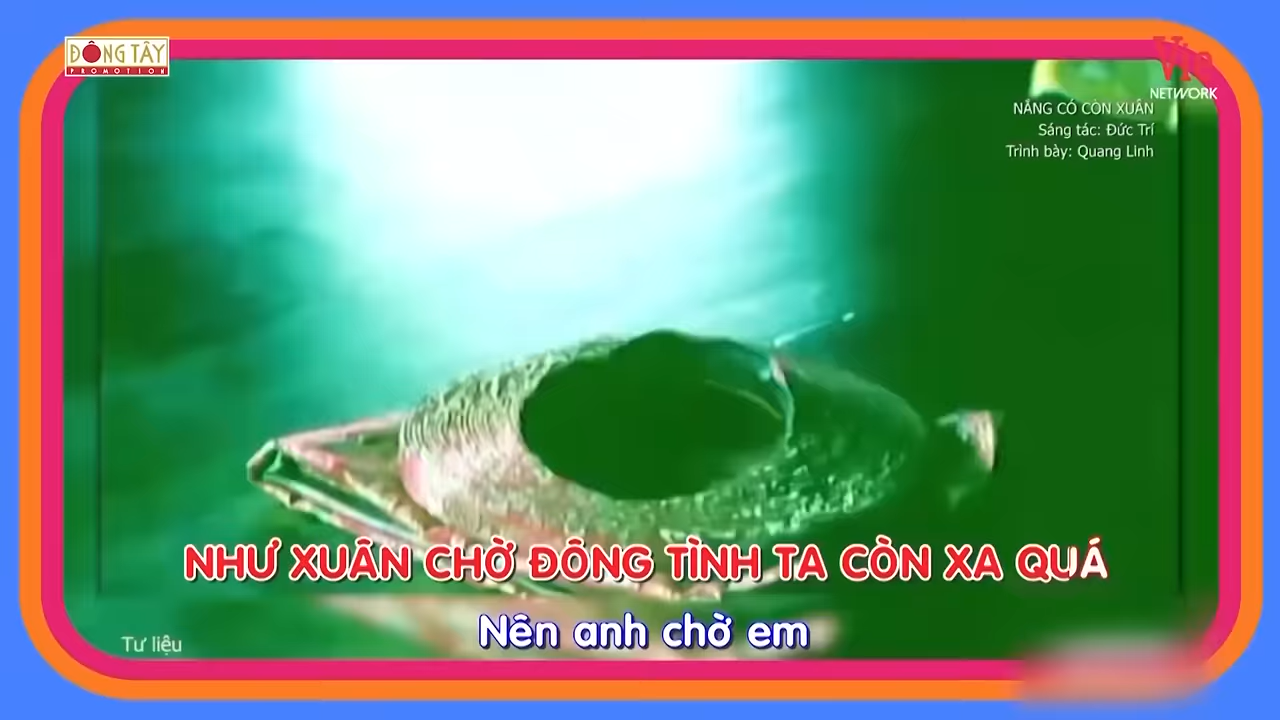 ĐÔNG TÂY
PROMOTION
Vie
NETWORK
NẮNG CÓ CÒN XUÂN
Sáng tác: Đức Trí
Trình bày: Quang Linh
NHƯ XUÂN CHỜ ĐÔNG TÌNH TA CÒN XA QUÁ
Nên anh chờ em
Tư liệu